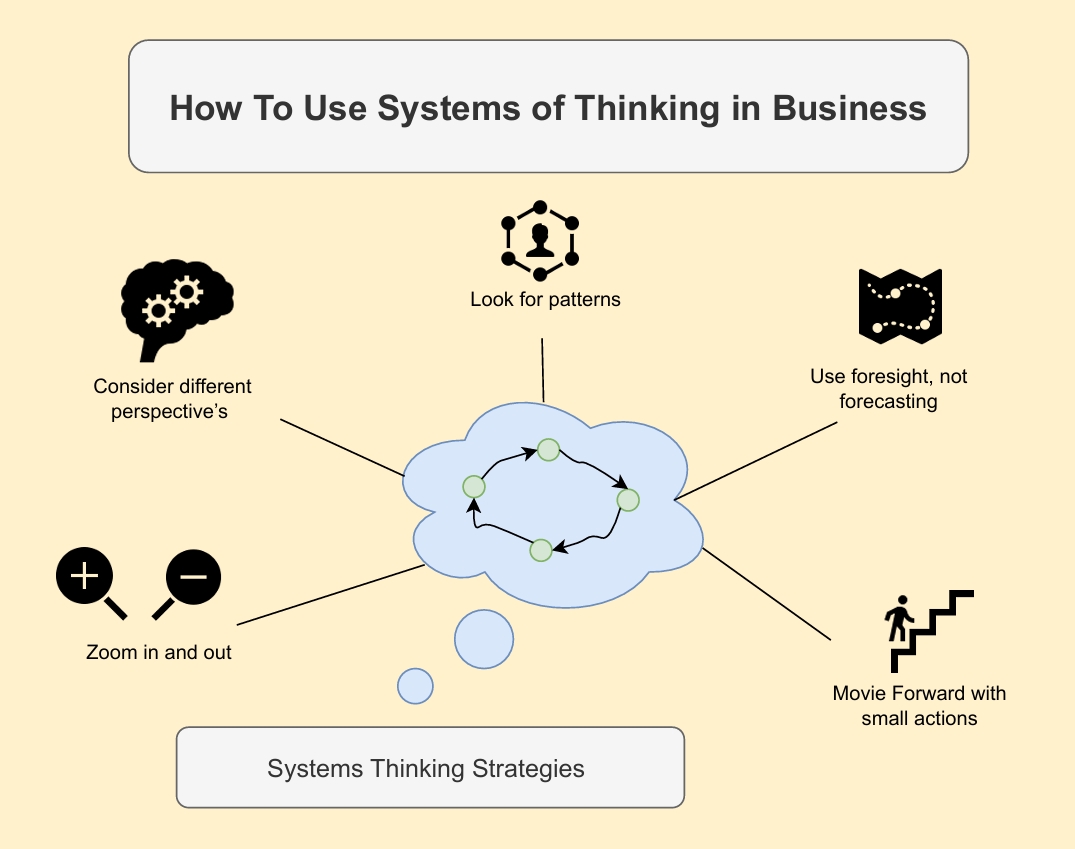 How To Use Systems of Thinking in Business
Look for patterns
Consider different
perspective’s
Use foresight, not
forecasting
Zoom in and out
Movie Forward with
small actions
Systems Thinking Strategies